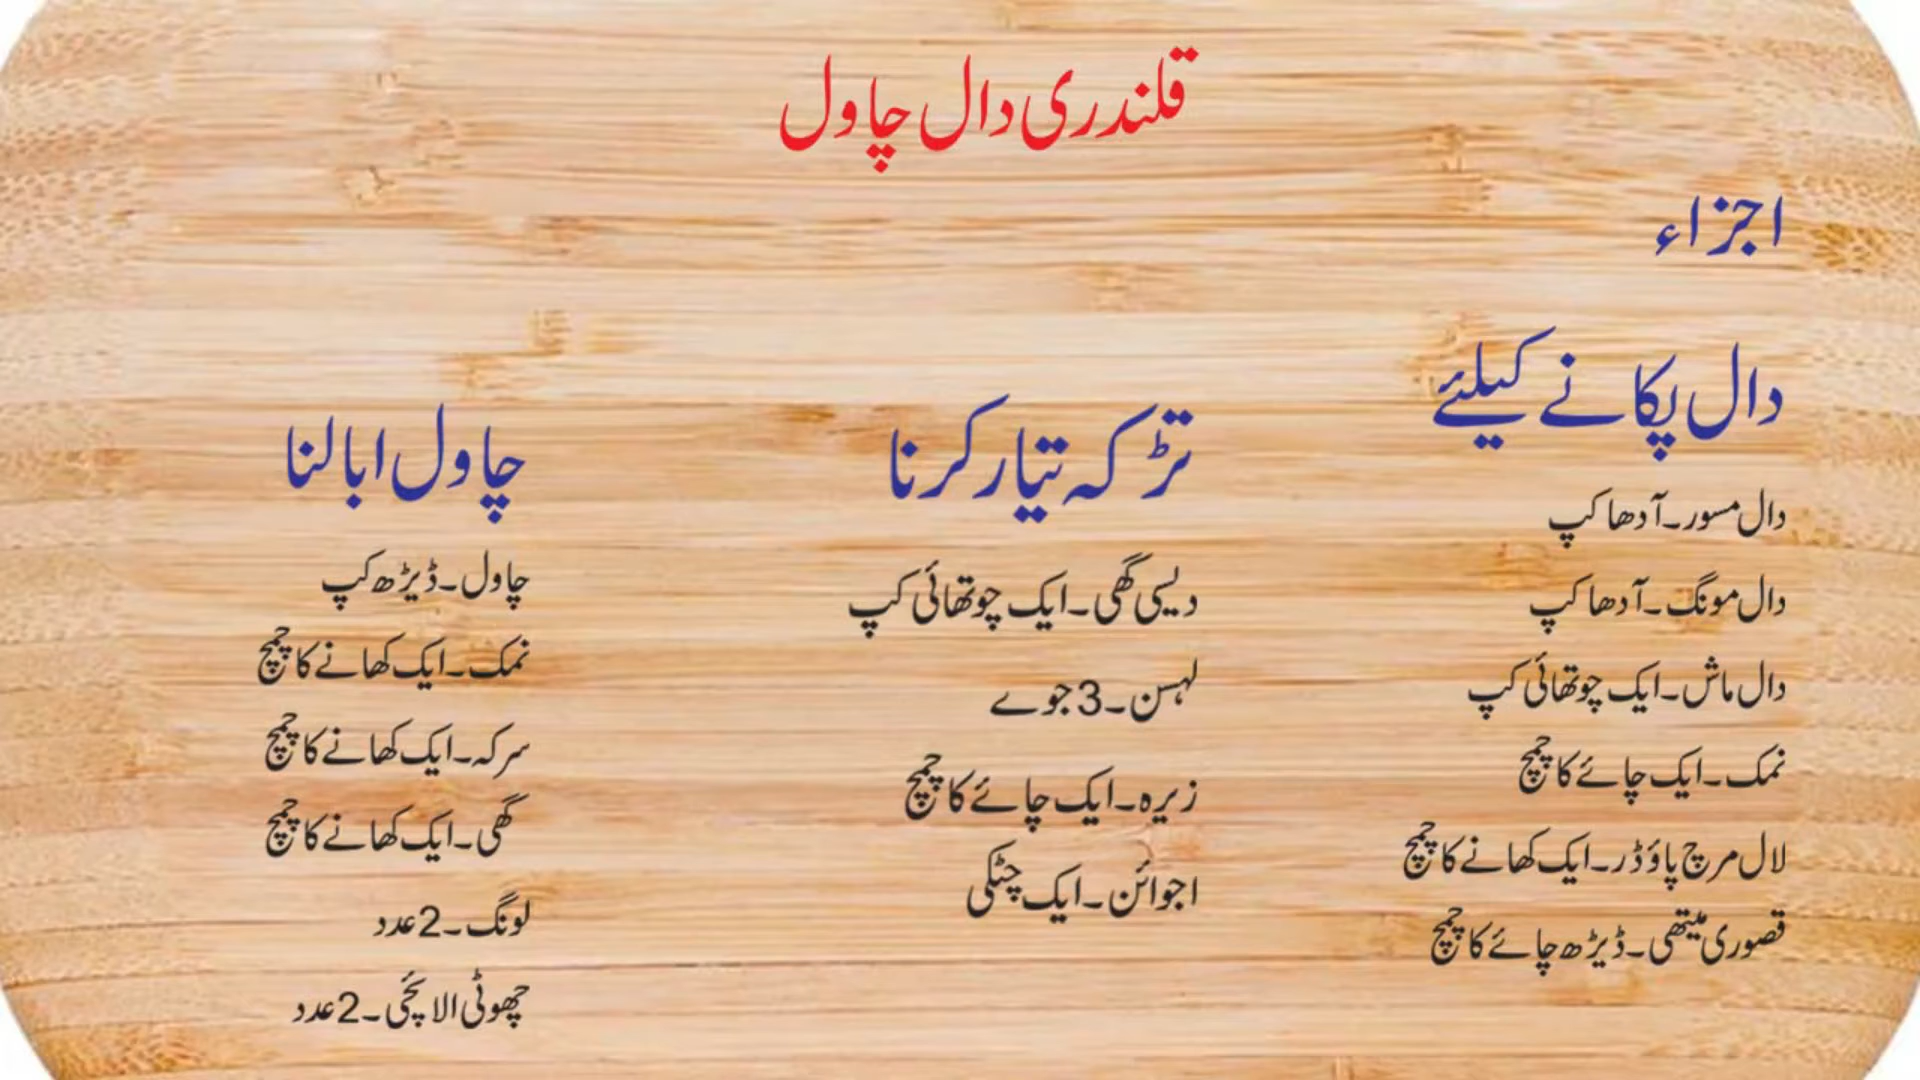 قلندری دال چاول
اجزاء
دال پکانے کیلئے
دال مسور۔آدھا کپ
دال مونگ۔آدھا کپ
دال ماش۔ایک چوتھائی کپ
نمک۔ایک چائے کا چمچ
لال مرچ پاؤڈر۔ایک کھانے کا چمچ
قصوری میتھی۔ڈیڑھ چائے کا چمچ
تڑکہ تیار کرنا
دیسی گھی۔ایک چوتھائی کپ
لہسن۔3 جوے
زیرہ۔ایک چائے کا چمچ
اجوائن۔ایک چٹکی
چاول ابالنا
چاول۔ڈیڑھ کپ
نمک۔ایک کھانے کا چمچ
سرکہ۔ایک کھانے کا چمچ
گھی۔ایک کھانے کا چمچ
لونگ۔2 عدد
چھوٹی الائچی۔2 عدد